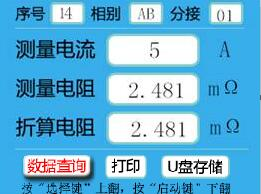 序号 14 相别 AB 分接 01
测量电流 5 A
测量电阻 2.481 mΩ
折算电阻 2.481 mΩ
数据查询 打印 U盘存储
按“选择键”上翻，按“启动键”下翻